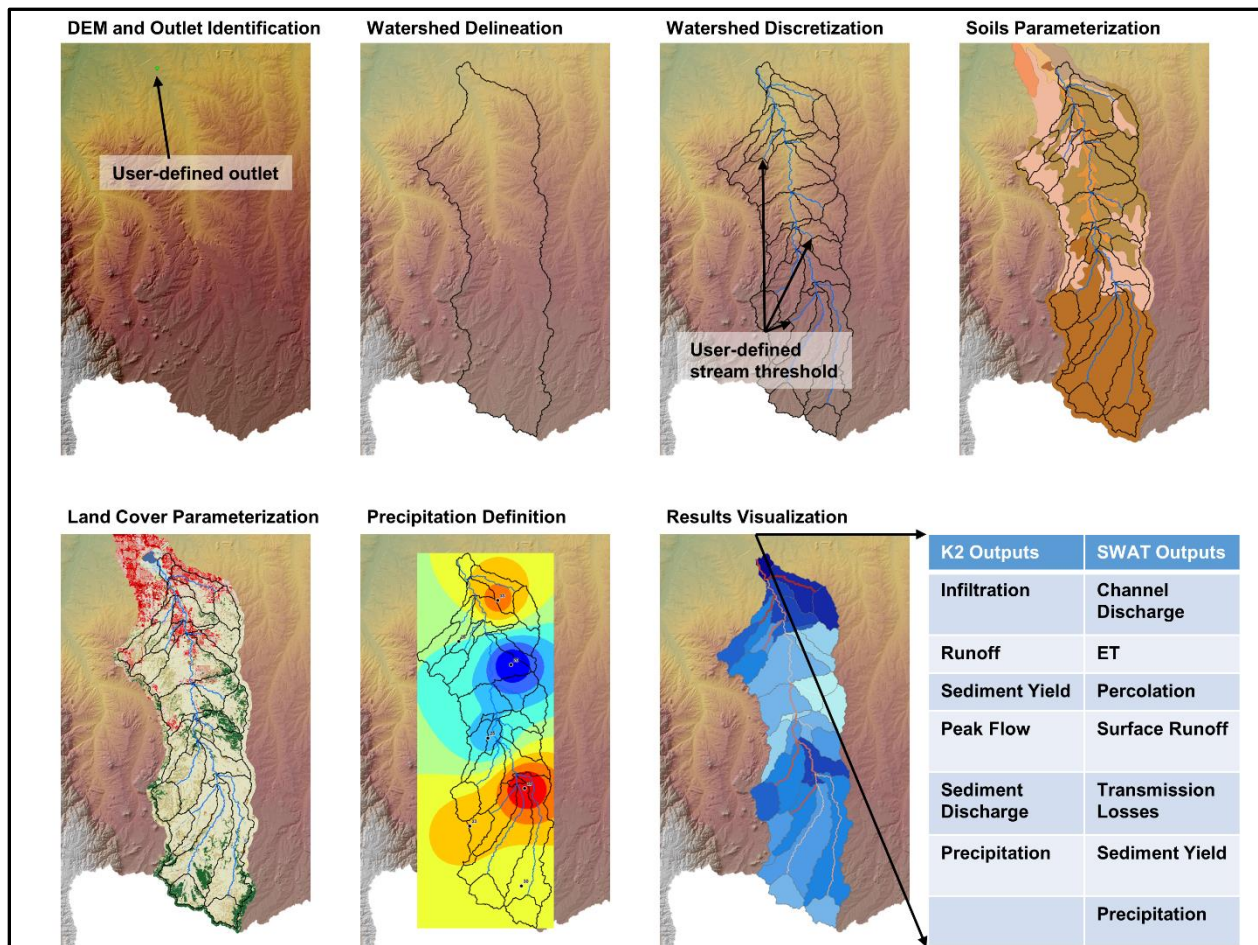 DEM and Outlet Identification
Watershed Delineation
Watershed Discretization
Soils Parameterization
User-defined outlet
User-defined
stream threshold
Land Cover Parameterization
Precipitation Definition
Results Visualization
K2 Outputs
SWAT Outputs
Infiltration
Channel
Discharge
Runoff
ET
Sediment Yield
Percolation
Peak Flow
Surface Runoff
Sediment
Discharge
Transmission
Losses
Precipitation
Sediment Yield
Precipitation